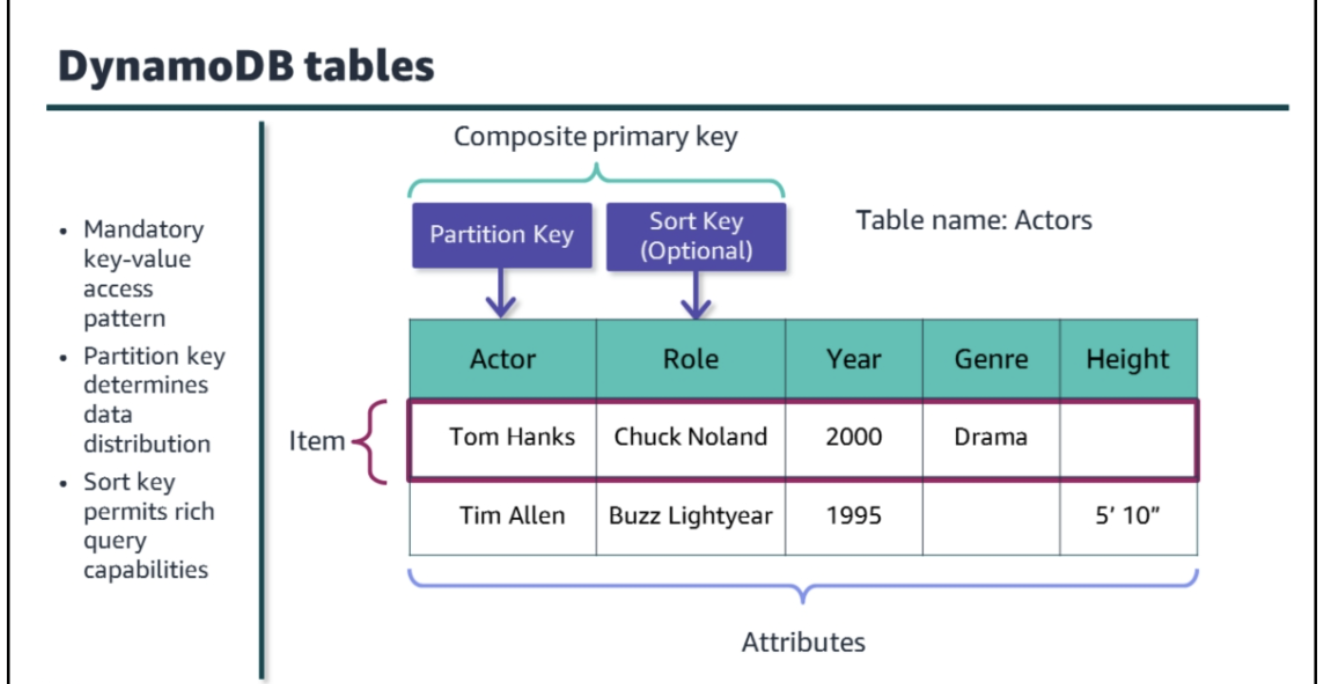 DynamoDB tables
• Mandatory
key-value
access
pattern
• Partition key
determines
data
distribution
• Sort key
permits rich
query
capabilities
Composite primary key
Partition Key
Sort Key
(Optional)
Table name: Actors
Actor Role Year Genre Height
Item
Tom Hanks Chuck Noland 2000 Drama
Tim Allen Buzz Lightyear 1995 5’ 10”
Attributes